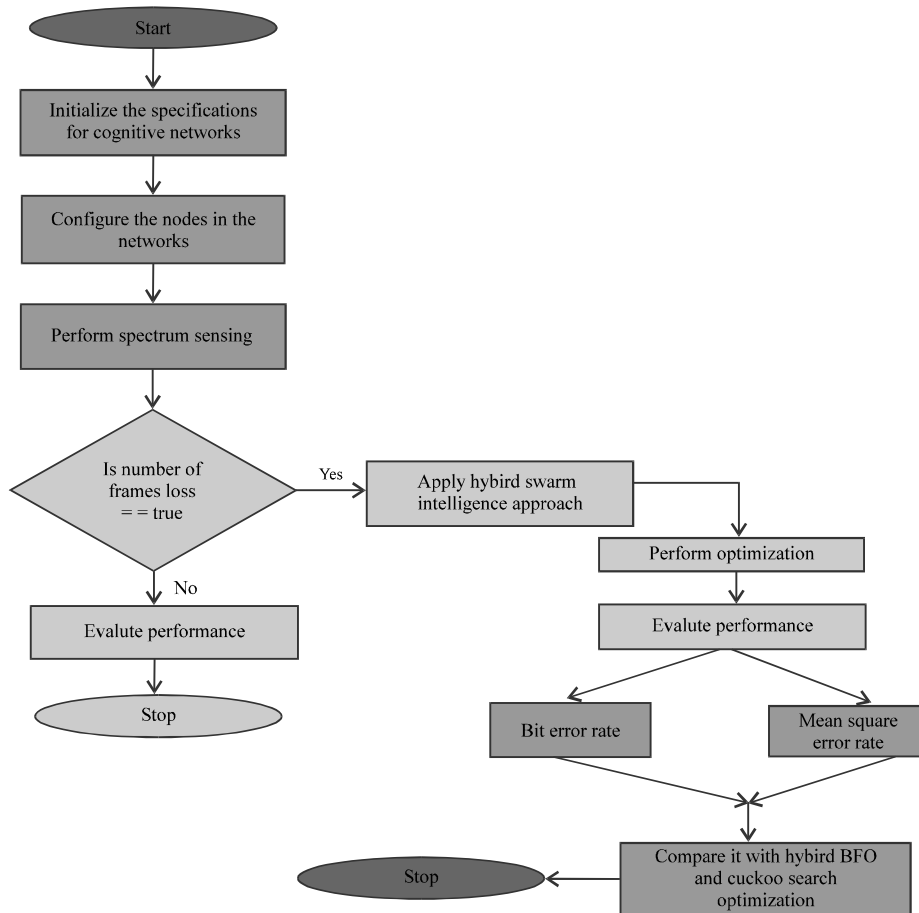 Start
Initialize the specifications
for cognitive networks
Configure the nodes in the
networks
Perform spectrum sensing
Is number of
frames loss
= = true
Yes
No
Evalute performance
Stop
Apply hybird swarm
intelligence approach
Perform optimization
Evalute performance
Bit error rate
Mean square
error rate
Compare it with hybird BFO
and cuckoo search
optimization
Stop